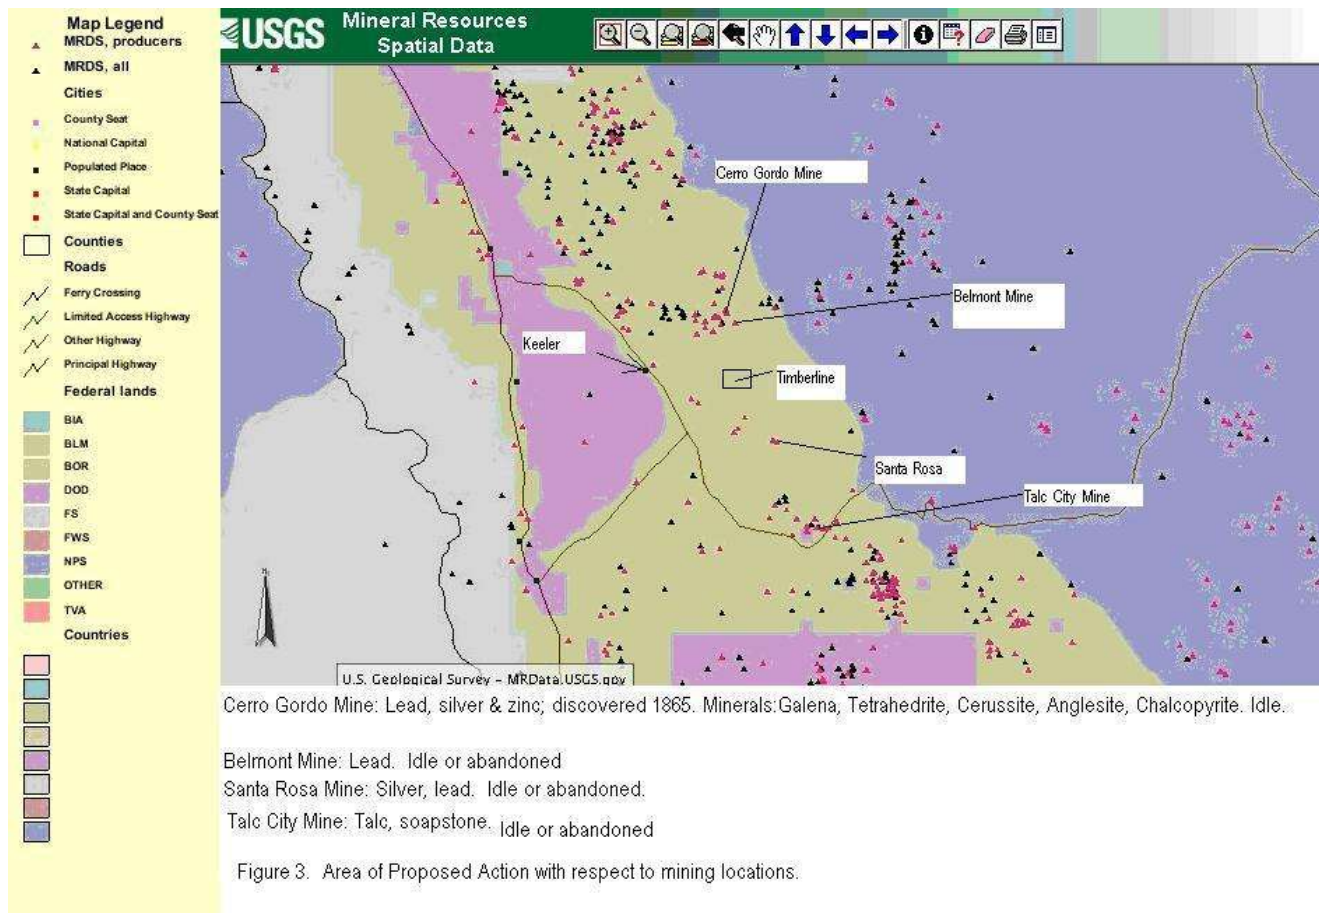 Map Legend
MRDS, producers
MRDS, all
Cities
County Seat
National Capital
Populated Place
State Capital
State Capital and County Seat
Counties
Roads
Ferry Crossing
Limited Access Highway
Other Highway
Principal Highway
Federal lands
BIA
BLM
BOR
DOD
FS
FWS
NPS
OTHER
TVA
Countries
USGS
Mineral Resources
Spatial Data
Cerro Gordo Mine
Belmont Mine
Keeler
Timberline
Santa Rosa
Talc City Mine
N
U.S. Geological Survey - MRData.USGS.gov
Cerro Gordo Mine: Lead, silver & zinc; discovered 1865. Minerals:Galena, Tetrahedrite, Cerussite, Anglesite, Chalcopyrite. Idle.
Belmont Mine: Lead. Idle or abandoned
Santa Rosa Mine: Silver, lead. Idle or abandoned.
Talc City Mine: Talc, soapstone. Idle or abandoned
Figure 3. Area of Proposed Action with respect to mining locations.